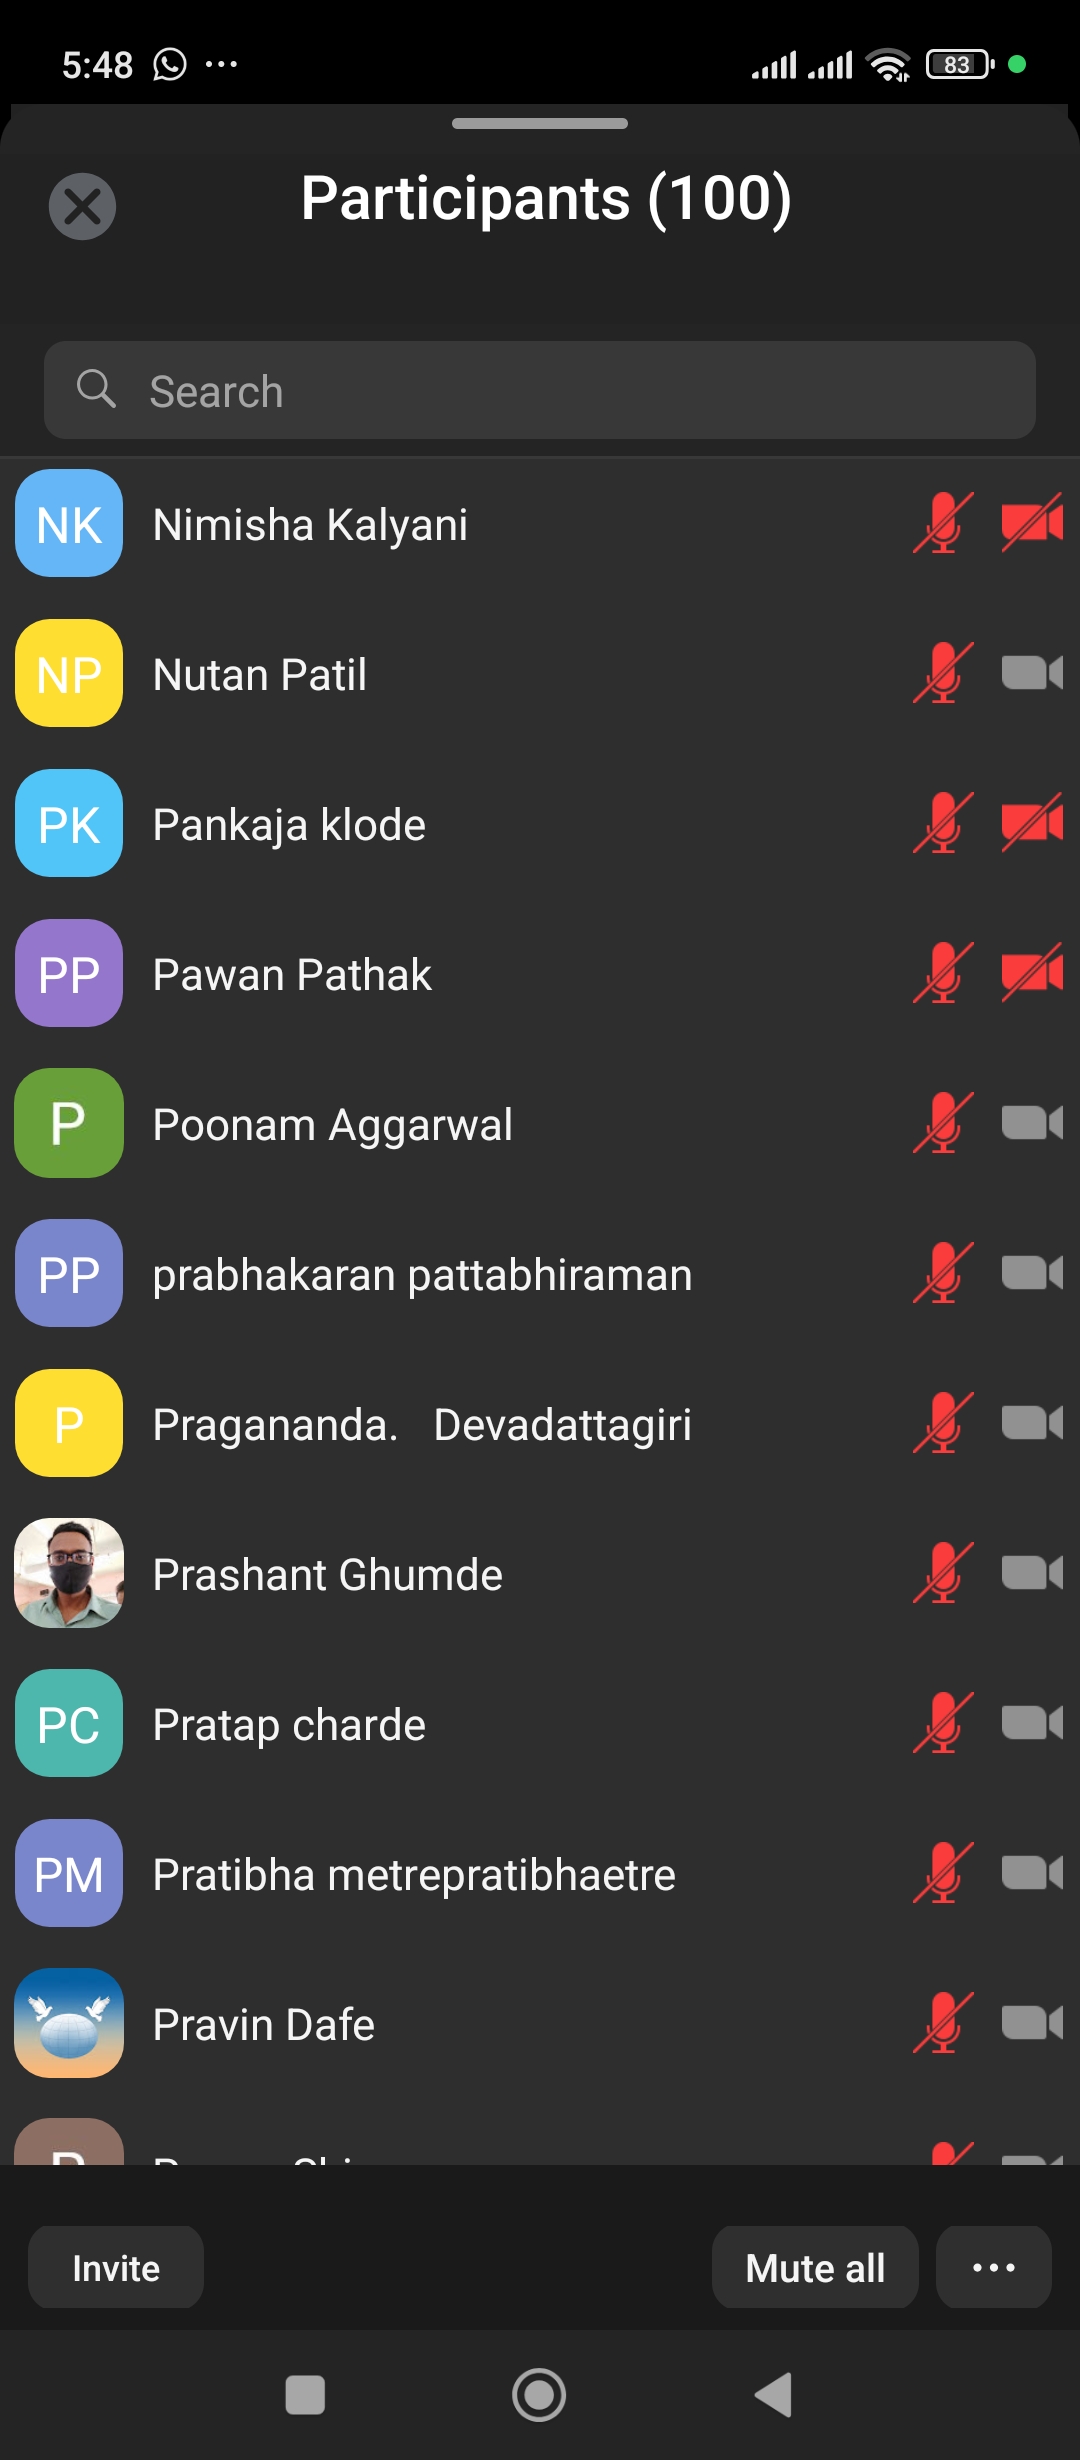 5:48
83
Participants (100)
Search
NK Nimisha Kalyani
NP Nutan Patil
PK Pankaja klode
PP Pawan Pathak
P Poonam Aggarwal
PP prabhakaran pattabhiraman
P Pragananda. Devadattagiri
Prashant Ghumde
PC Pratap charde
PM Pratibha metrepratibhaetre
Pravin Dafe
Invite Mute all